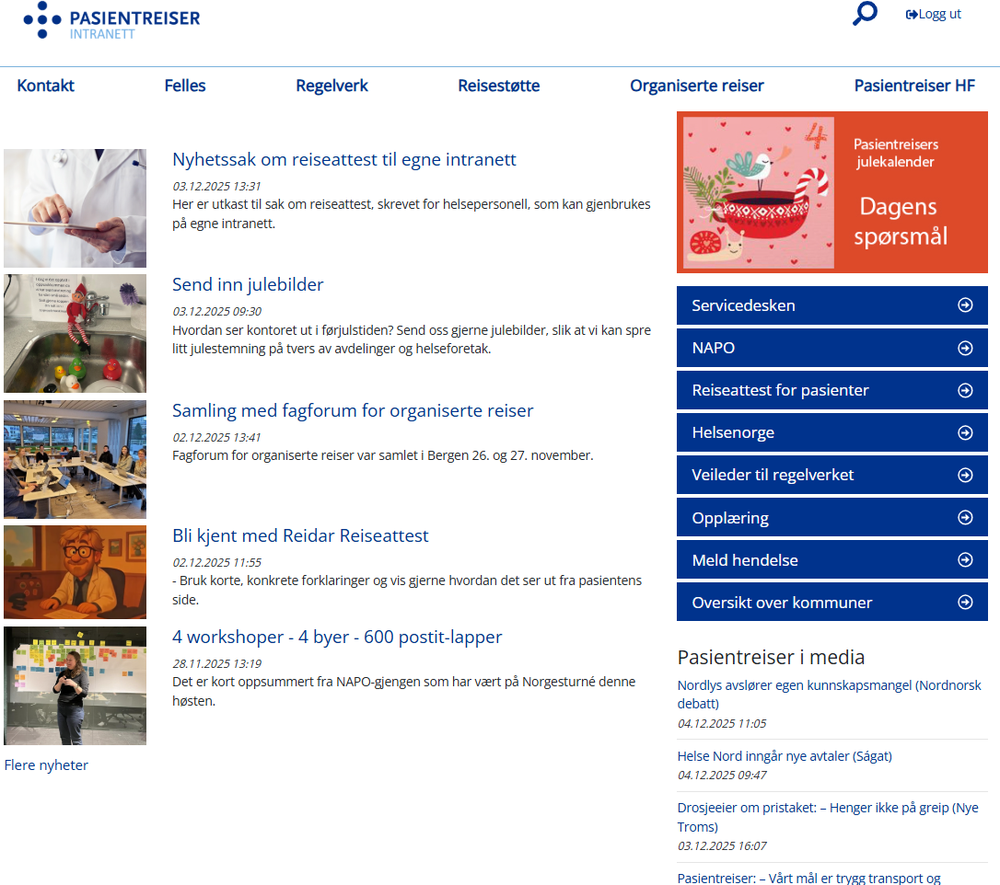 PASIENTREISER
INTRANETT
Logg ut
Kontakt
Felles
Regelverk
Reisestøtte
Organiserte reiser
Pasientreiser HF
Nyhetssak om reiseattest til egne intranett
03.12.2025 13:31
Her er utkast til sak om reiseattest, skrevet for helsepersonell, som kan gjenbrukes
på egne intranett.
Send inn julebilder
03.12.2025 09:30
Hvordan ser kontoret ut i førjulstiden? Send oss gjerne julebilder, slik at vi kan spre
litt julestemning på tvers av avdelinger og helseforetak.
Samling med fagforum for organiserte reiser
02.12.2025 13:41
Fagforum for organiserte reiser var samlet i Bergen 26. og 27. november.
Bli kjent med Reidar Reiseattest
02.12.2025 11:55
- Bruk korte, konkrete forklaringer og vis gjerne hvordan det ser ut fra pasientens
side.
4 workshoper - 4 byer - 600 postit-lapper
28.11.2025 13:19
Det er kort oppsummert fra NAPO-gjengen som har vært på Norgesturné denne
høsten.
Flere nyheter
4
Pasientreisers
julekalender
Dagens
spørsmål
Servicedesken
NAPO
Reiseattest for pasienter
Helsenorge
Veileder til regelverket
Opplæring
Meld hendelse
Oversikt over kommuner
Pasientreiser i media
Nordlys avslører egen kunnskapsmangel (Nordnorsk
debatt)
04.12.2025 11:05
Helse Nord inngår nye avtaler (Ságat)
04.12.2025 09:47
Drosjeeier om pristaket: – Henger ikke på greip (Nye
Troms)
03.12.2025 16:07
Pasientreiser: – Vårt mål er trygg transport og